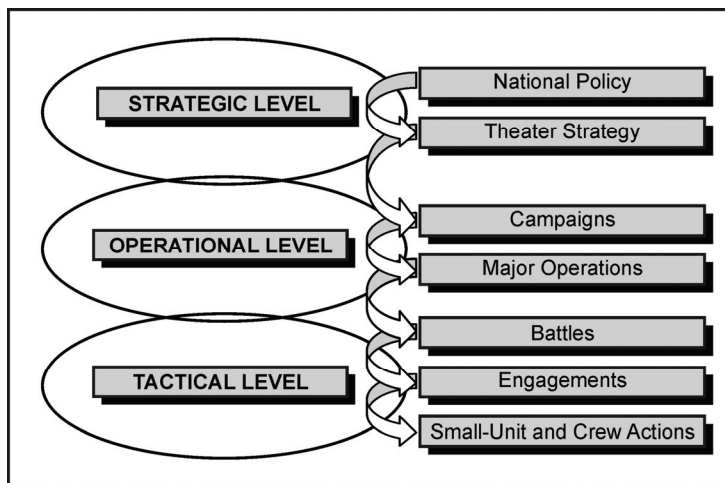 STRATEGIC LEVEL
National Policy
Theater Strategy
OPERATIONAL LEVEL
Campaigns
Major Operations
TACTICAL LEVEL
Battles
Engagements
Small-Unit and Crew Actions